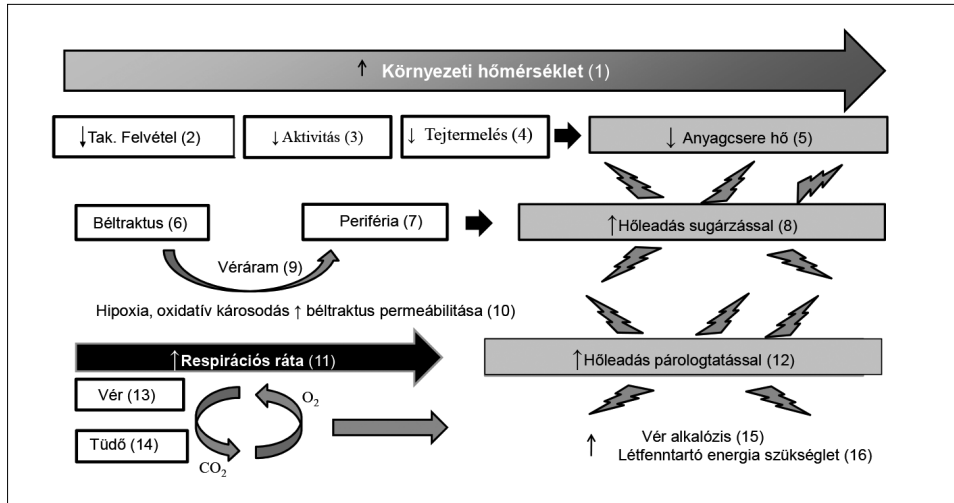 ↑ Környezeti hőmérséklet (1)
↓Tak. Felvétel (2)
↓Aktivitás (3)
↓ Tejtermelés (4)
↓ Anyagcsere hő (5)
Béltraktus (6)
Periféria (7)
↑Hőleadás sugárzással (8)
Véráram (9)
Hipoxia, oxidatív károsodás ↑ béltraktus permeábilitása (10)
↑Respirációs ráta (11)
↑Hőleadás párologtatással (12)
Vér (13)
O2
Tüdő (14)
CO2
↑ Vér alkalózis (15)
Létfenntartó energia szükséglet (16)